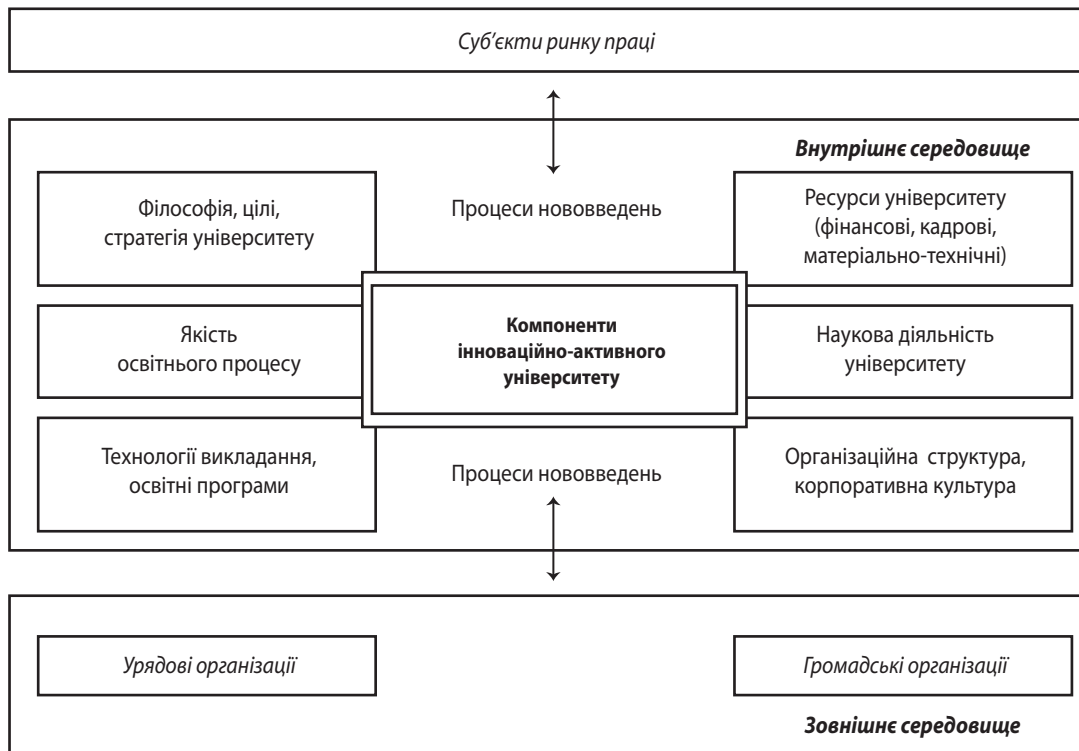 Суб'єкти ринку праці
Внутрішнє середовище
Філософія, цілі,
стратегія університету
Процеси нововведень
Ресурси університету
(фінансові, кадрові,
матеріально-технічні)
Якість
освітнього процесу
Компоненти
інноваційно-активного
університету
Наукова діяльність
університету
Технології викладання,
освітні програми
Процеси нововведень
Організаційна структура,
корпоративна культура
Урядові організації
Громадські організації
Зовнішнє середовище